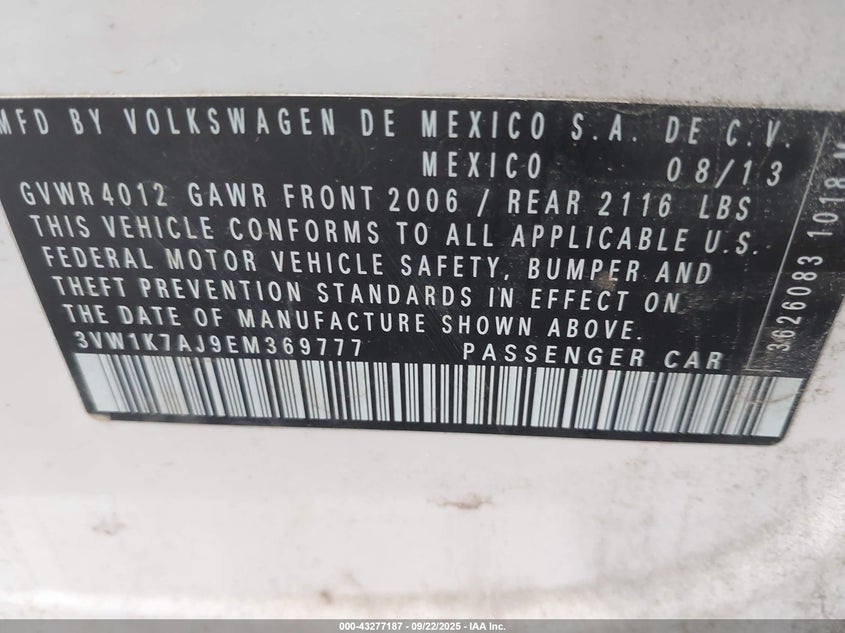 MFD BY VOLKSWAGEN DE MEXICO S.A. DE C.V.
MEXICO 08/13
GVWR 4012 GAWR FRONT 2006 / REAR 2116 LBS
THIS VEHICLE CONFORMS TO ALL APPLICABLE U.S.
FEDERAL MOTOR VEHICLE SAFETY, BUMPER AND
THEFT PREVENTION STANDARDS IN EFFECT ON
THE DATE OF MANUFACTURE SHOWN ABOVE.
3VW1K7AJ9EM369777 PASSENGER CAR
3626083 1018 M
000-43277187 - 09/22/2025 - IAA Inc.